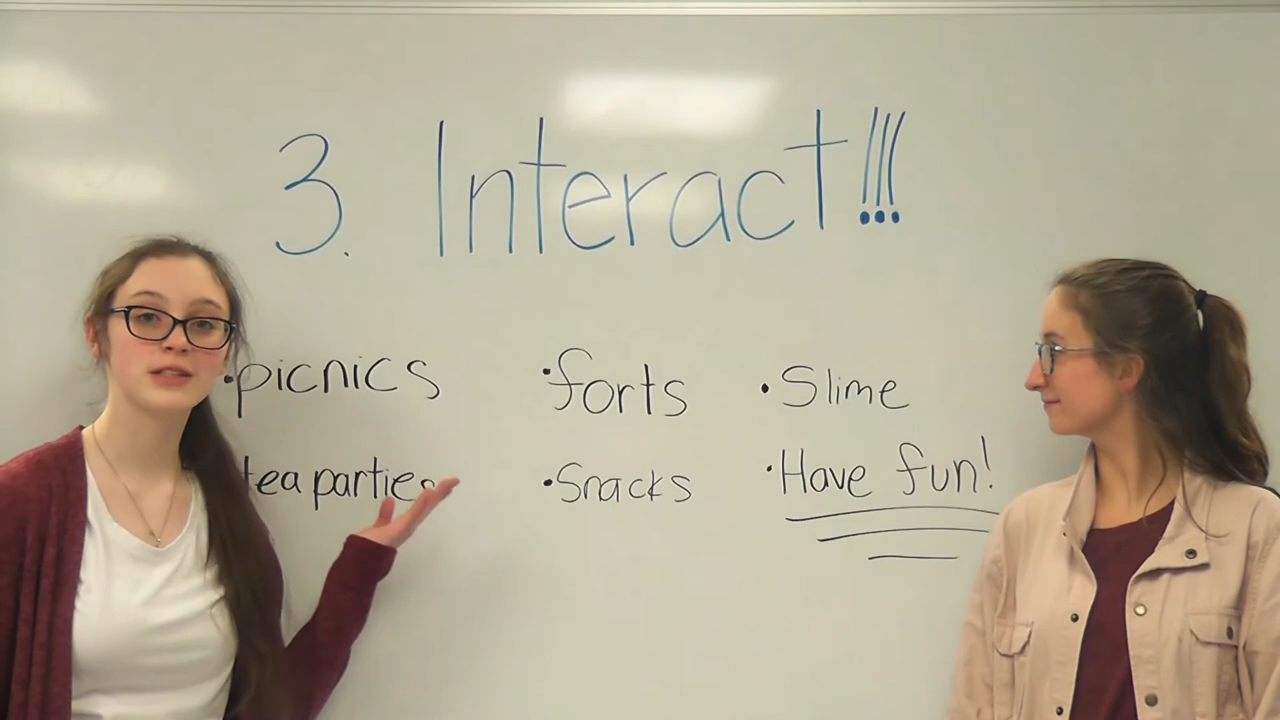 3. Interact!!!
•picnics •forts •Slime
tea parties •Snacks •Have fun!